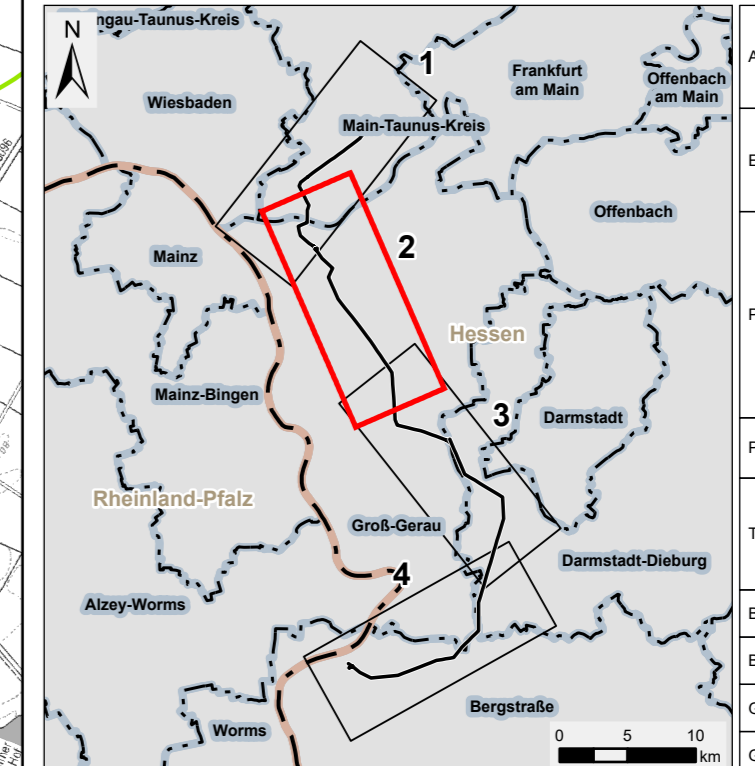 N
ngau-Taunus-Kreis
1
Wiesbaden
Frankfurt
am Main
Offenbach
am Main
Main-Taunus-Kreis
Offenbach
Mainz
2
Hessen
Mainz-Bingen
3
Darmstadt
Rheinland-Pfalz
Groß-Gerau
Darmstadt-Dieburg
4
Alzey-Worms
Bergstraße
Worms
0 5 10
km